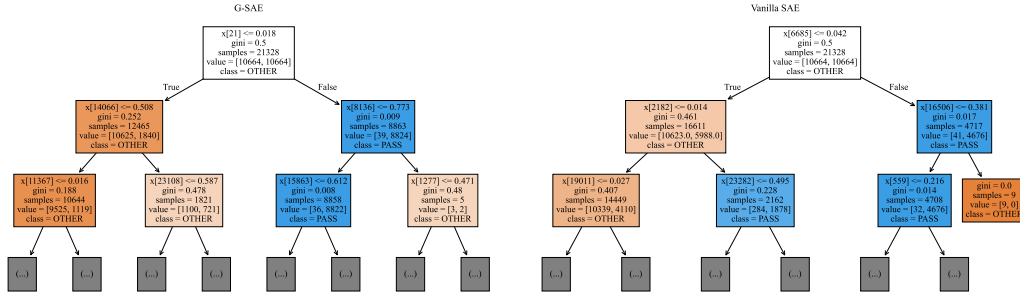 G-SAE
x[21] <= 0.018
gini = 0.5
samples = 21328
value = [10664, 10664]
class = OTHER
True
False
x[14066] <= 0.508
gini = 0.252
samples = 12465
value = [10625, 1840]
class = OTHER
x[8136] <= 0.773
gini = 0.009
samples = 8863
value = [39, 8824]
class = PASS
x[11367] <= 0.016
gini = 0.188
samples = 10644
value = [9525, 1119]
class = OTHER
x[23108] <= 0.587
gini = 0.478
samples = 1821
value = [1100, 721]
class = OTHER
x[15863] <= 0.612
gini = 0.008
samples = 8858
value = [36, 8822]
class = PASS
x[1277] <= 0.471
gini = 0.48
samples = 5
value = [3, 2]
class = OTHER
(...)
(...)
(...)
(...)
(...)
(...)
(...)
(...)
Vanilla SAE
x[6685] <= 0.042
gini = 0.5
samples = 21328
value = [10664, 10664]
class = OTHER
True
False
x[2182] <= 0.014
gini = 0.461
samples = 16611
value = [10623.0, 5988.0]
class = OTHER
x[16506] <= 0.381
gini = 0.017
samples = 4717
value = [41, 4676]
class = PASS
x[19011] <= 0.027
gini = 0.407
samples = 14449
value = [10339, 4110]
class = OTHER
x[23282] <= 0.495
gini = 0.228
samples = 2162
value = [284, 1878]
class = PASS
x[559] <= 0.216
gini = 0.014
samples = 4708
value = [32, 4676]
class = PASS
gini = 0.0
samples = 9
value = [9, 0]
class = OTHER
(...)
(...)
(...)
(...)
(...)
(...)